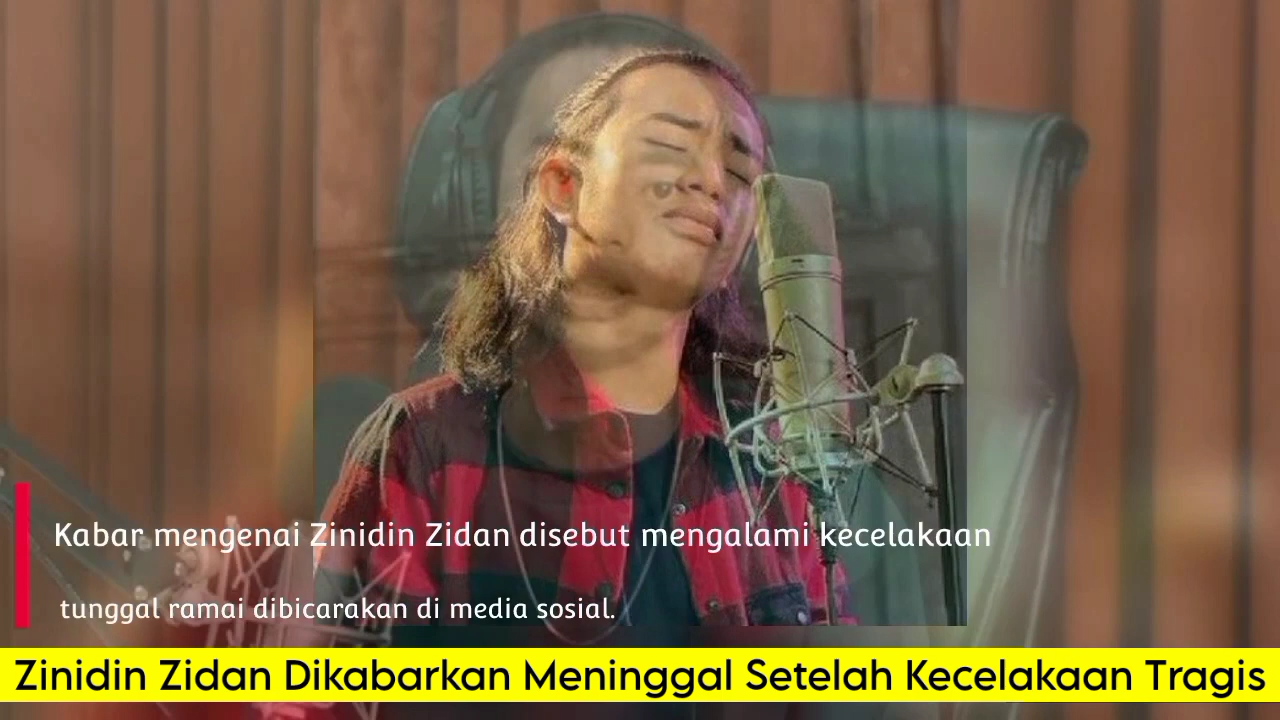 Kabar mengenai Zinidin Zidan disebut mengalami kecelakaan
tunggal ramai dibicarakan di media sosial.
Zinidin Zidan Dikabarkan Meninggal Setelah Kecelakaan Tragis